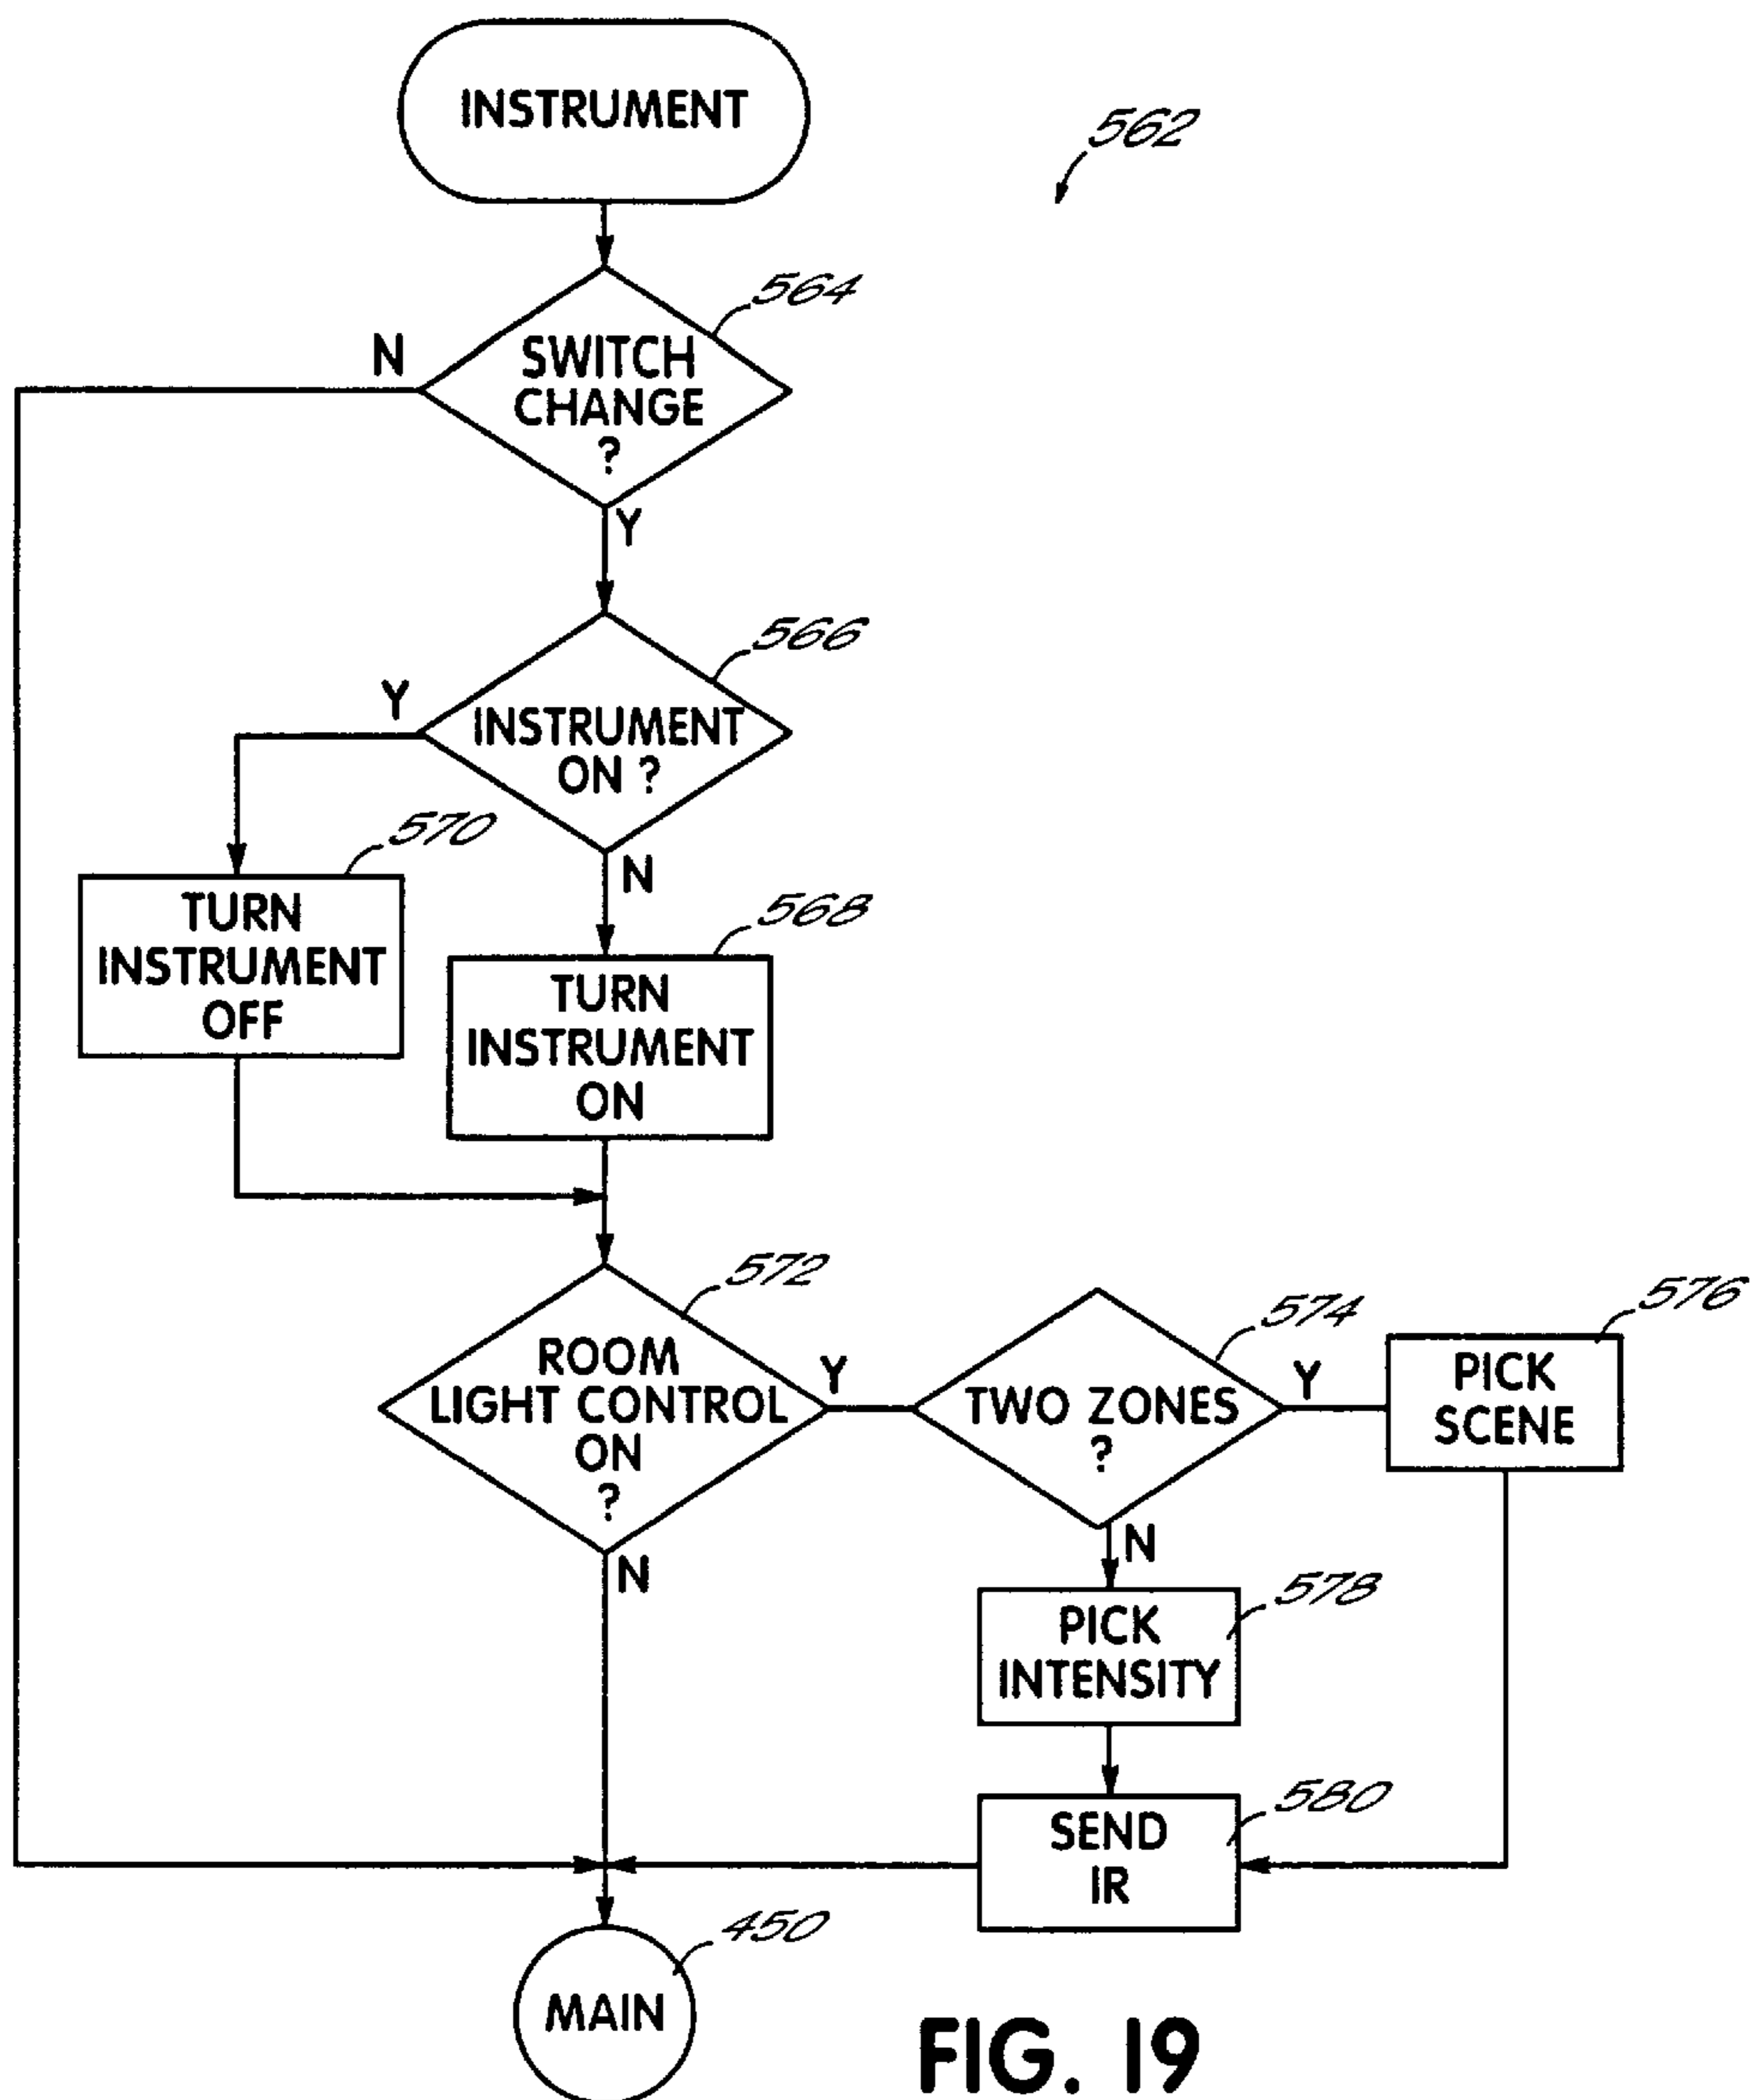 INSTRUMENT
562
564
N
SWITCH
CHANGE
?
Y
566
Y
INSTRUMENT
ON ?
N
570
TURN
INSTRUMENT
OFF
568
TURN
INSTRUMENT
ON
572
ROOM
LIGHT CONTROL
ON
?
Y
N
574
TWO ZONES
?
Y
N
576
PICK
SCENE
578
PICK
INTENSITY
580
SEND
IR
450
MAIN
FIG. 19